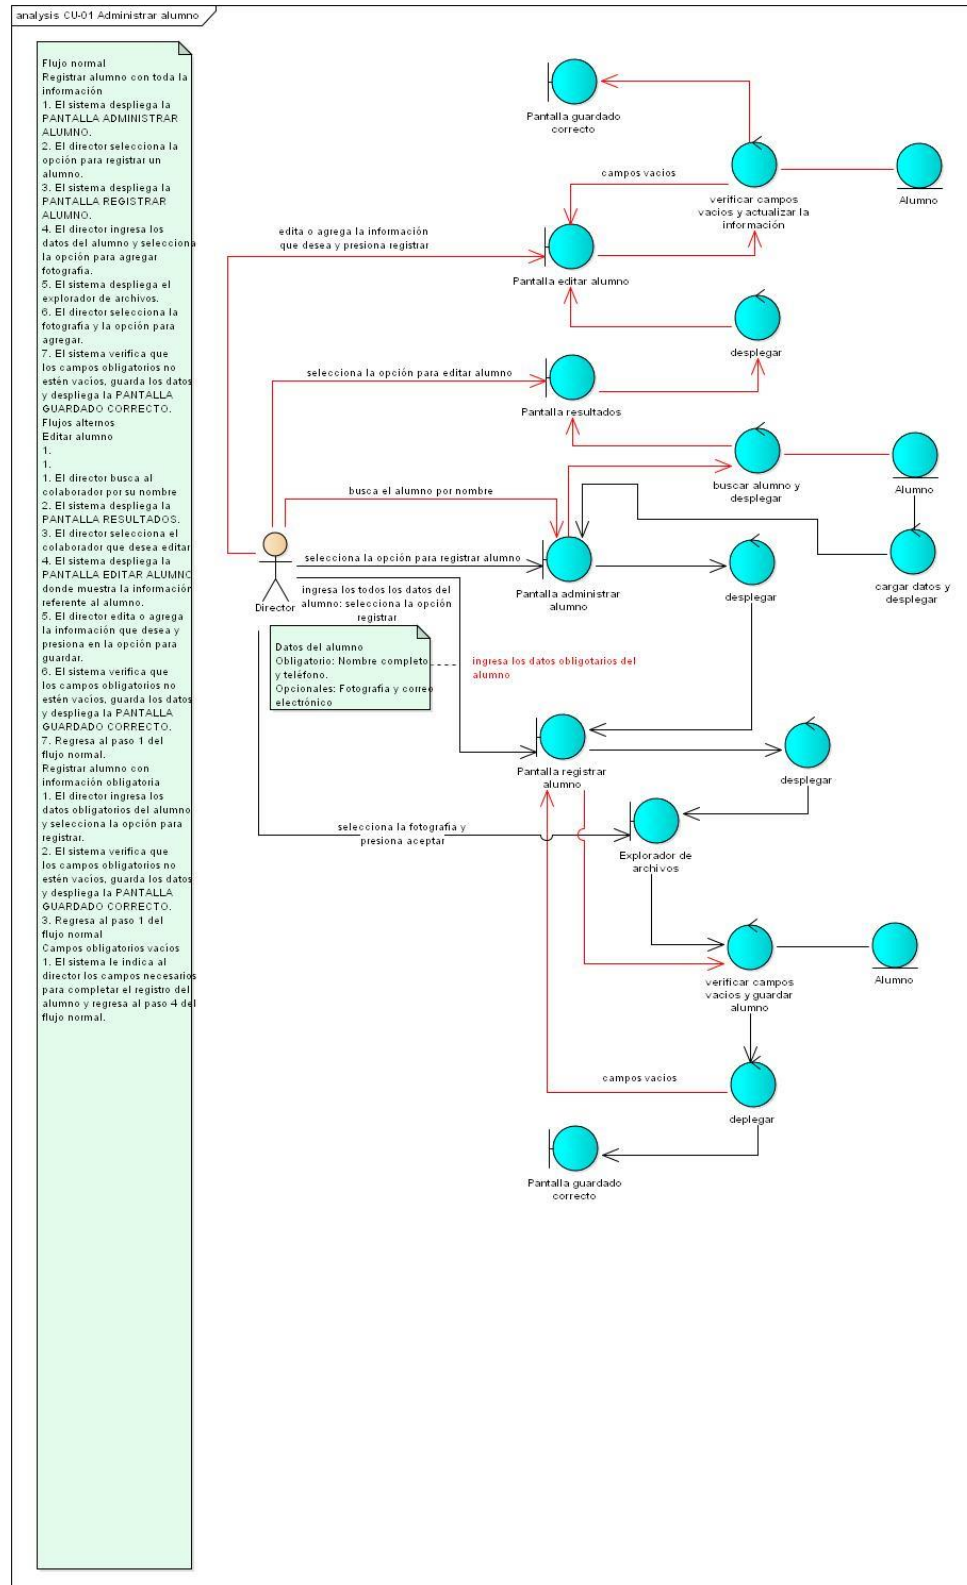 analysis CU-01 Administrar alumno
Flujo normal
Registrar alumno con toda la
información
1. El sistema despliega la
PANTALLA ADMINISTRAR
ALUMNO.
2. El director selecciona la
opción para registrar un
alumno.
3. El sistema despliega la
PANTALLA REGISTRAR
ALUMNO.
4. El director ingresa los
datos del alumno y selecciona
la opción para agregar
fotografía.
5. El sistema despliega el
explorador de archivos.
6. El director selecciona la
fotografía y la opción para
agregar.
7. El sistema verifica que
los campos obligatorios no
estén vacíos, guarda los datos
y despliega la PANTALLA
GUARDADO CORRECTO.
Flujos alternos
Editar alumno
1.
1.
1. El director busca al
colaborador por su nombre
2. El sistema despliega la
PANTALLA RESULTADOS.
3. El director selecciona el
colaborador que desea editar
4. El sistema despliega la
PANTALLA EDITAR ALUMNO
donde muestra la información
referente al alumno.
5. El director edita o agrega
la información que desea y
presiona en la opción para
guardar.
6. El sistema verifica que
los campos obligatorios no
estén vacíos, guarda los datos
y despliega la PANTALLA
GUARDADO CORRECTO.
7. Regresa al paso 1 del
flujo normal.
Registrar alumno con
información obligatoria
1. El director ingresa los
datos obligatorios del alumno
y selecciona la opción para
registrar.
2. El sistema verifica que
los campos obligatorios no
estén vacíos, guarda los datos
y despliega la PANTALLA
GUARDADO CORRECTO.
3. Regresa al paso 1 del
flujo normal
Campos obligatorios vacíos
1. El sistema le indica al
director los campos necesarios
para completar el registro del
alumno y regresa al paso 4 del
flujo normal.
Pantalla guardado
correcto
campos vacíos
verificar campos
vacios y actualizar la
información
Alumno
edita o agrega la información
que desea y presiona registrar
Pantalla editar alumno
desplegar
selecciona la opción para editar alumno
Pantalla resultados
buscar alumno y
desplegar
Alumno
busca el alumno por nombre
Director
selecciona la opción para registrar alumno
Pantalla administrar
alumno
desplegar
cargar datos y
desplegar
ingresa los todos los datos del
alumno: selecciona la opción
registrar
Datos del alumno
Obligatorio: Nombre completo
y teléfono.
Opcionales: Fotografía y correo
electrónico
ingresa los datos obligotarios del
alumno
Pantalla registrar
alumno
desplegar
selecciona la fotografía y
presiona aceptar
Explorador de
archivos
verificar campos
vacios y guardar
alumno
Alumno
campos vacíos
deplegar
Pantalla guardado
correcto